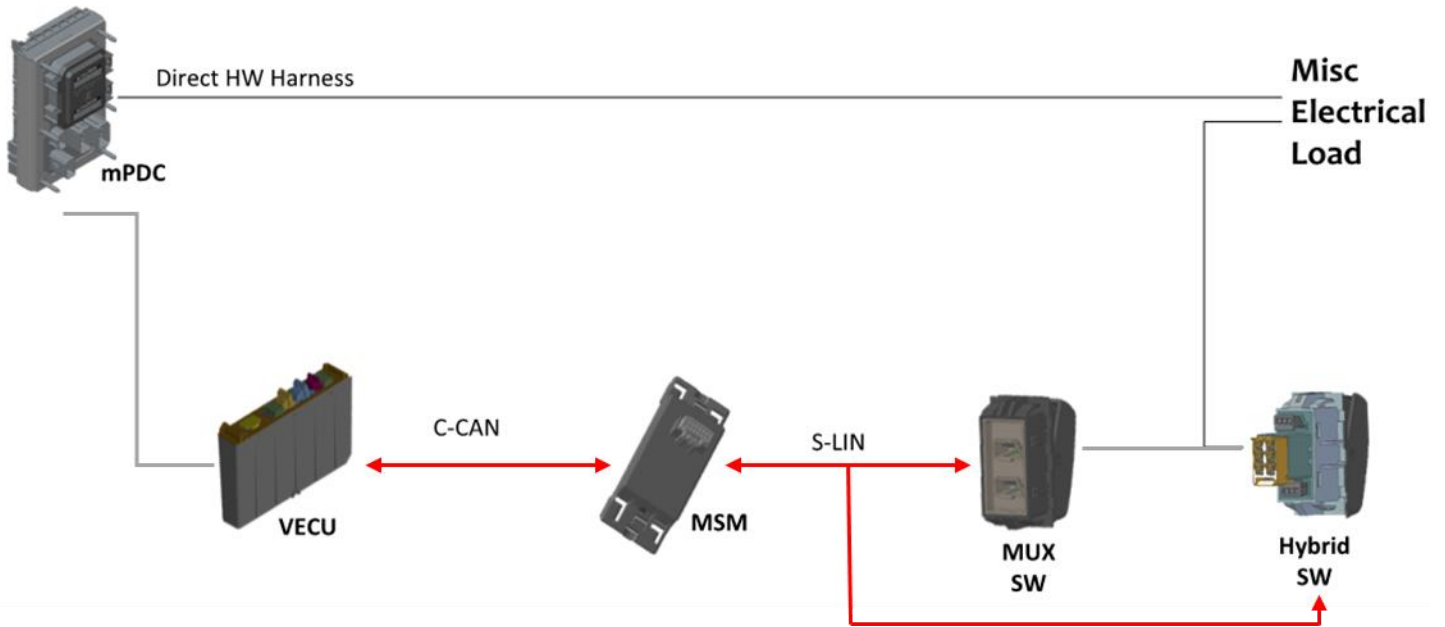 Direct HW Harness
mPDC
Misc
Electrical
Load
C-CAN
S-LIN
VECU
MSM
MUX
SW
Hybrid
SW